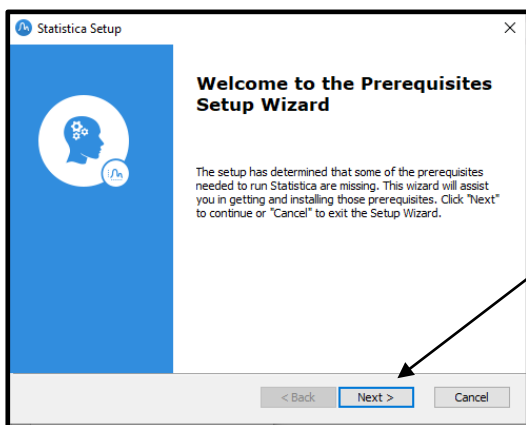 Statistica Setup
Welcome to the Prerequisites
Setup Wizard
The setup has determined that some of the prerequisites
needed to run Statistica are missing. This wizard will assist
you in getting and installing those prerequisites. Click "Next"
to continue or "Cancel" to exit the Setup Wizard.
< Back Next > Cancel